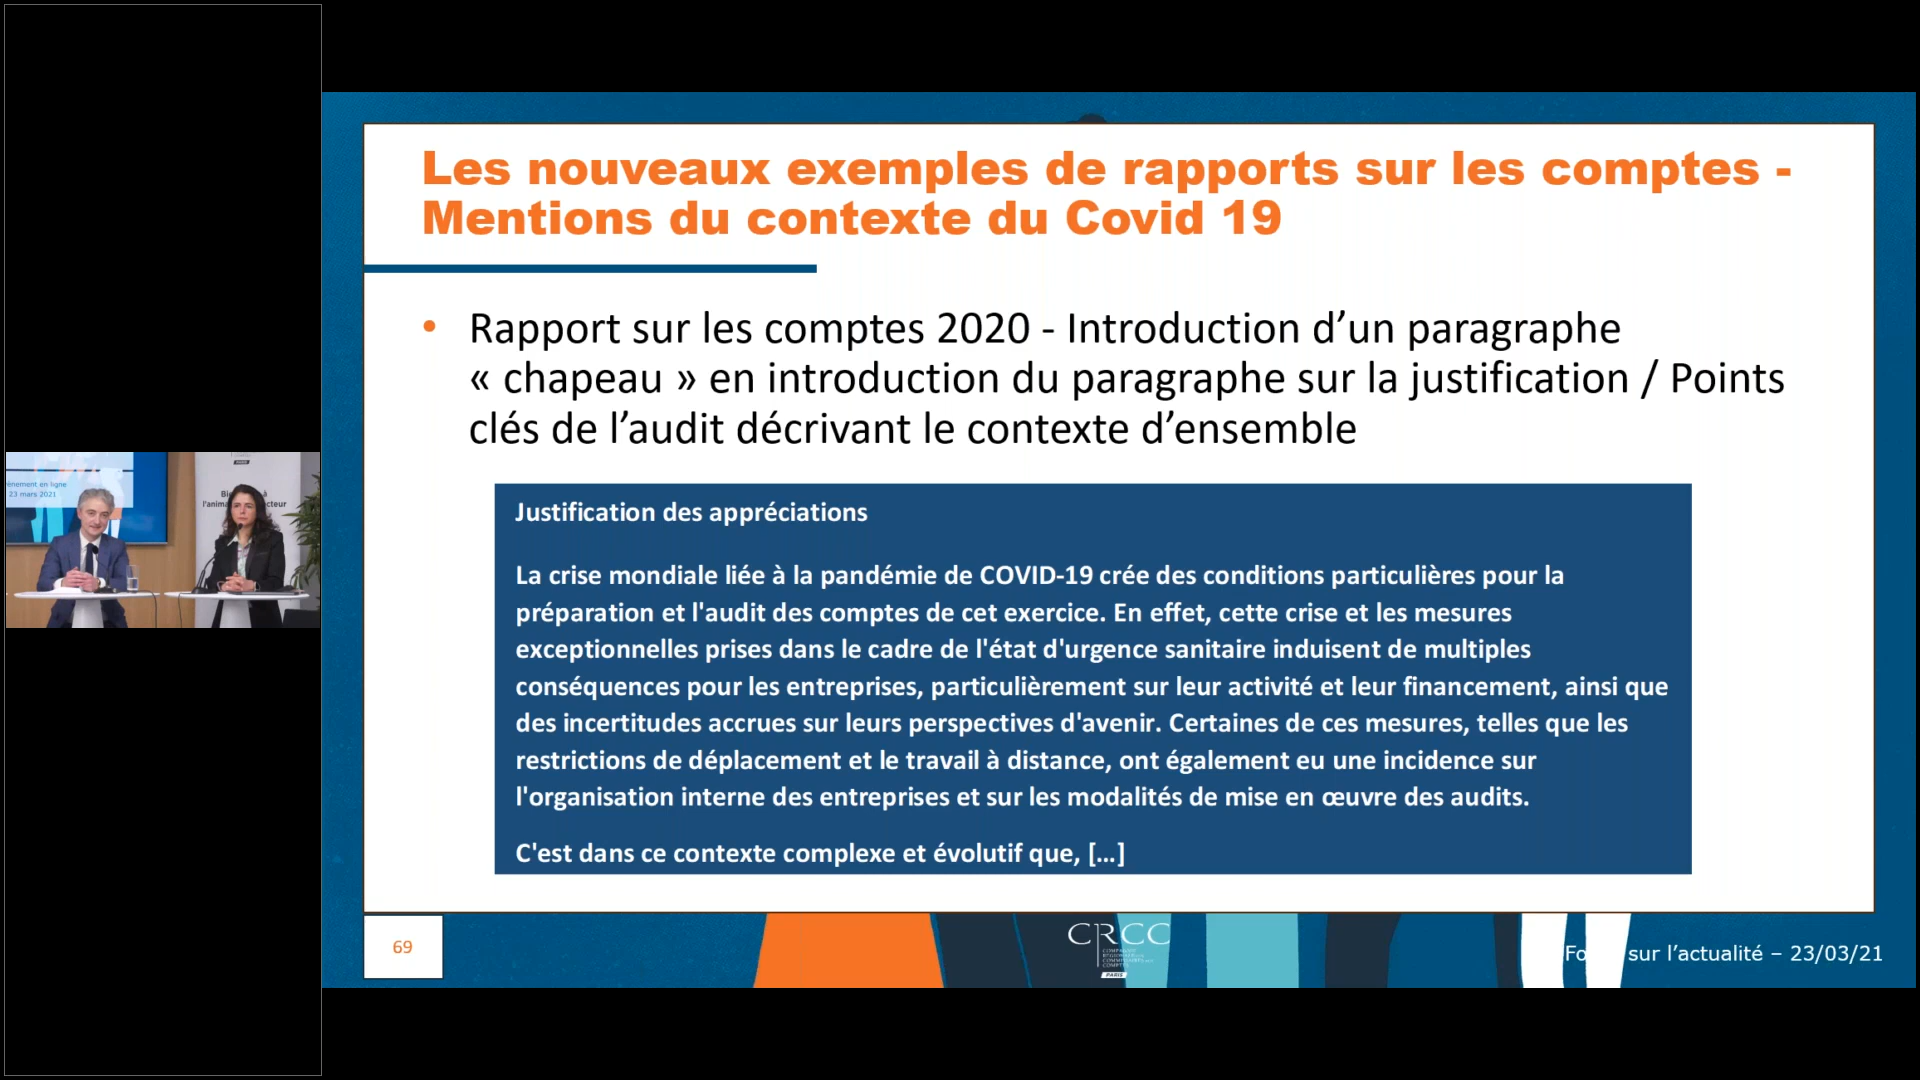 Les nouveaux exemples de rapports sur les comptes -
Mentions du contexte du Covid 19
• Rapport sur les comptes 2020 - Introduction d’un paragraphe
« chapeau » en introduction du paragraphe sur la justification / Points
clés de l’audit décrivant le contexte d’ensemble
Justification des appréciations
La crise mondiale liée à la pandémie de COVID-19 crée des conditions particulières pour la
préparation et l'audit des comptes de cet exercice. En effet, cette crise et les mesures
exceptionnelles prises dans le cadre de l'état d'urgence sanitaire induisent de multiples
conséquences pour les entreprises, particulièrement sur leur activité et leur financement, ainsi que
des incertitudes accrues sur leurs perspectives d'avenir. Certaines de ces mesures, telles que les
restrictions de déplacement et le travail à distance, ont également eu une incidence sur
l'organisation interne des entreprises et sur les modalités de mise en œuvre des audits.
C'est dans ce contexte complexe et évolutif que, […]
69
CRCC
PARIS
sur l’actualité – 23/03/21
en ligne
23 mars 2021